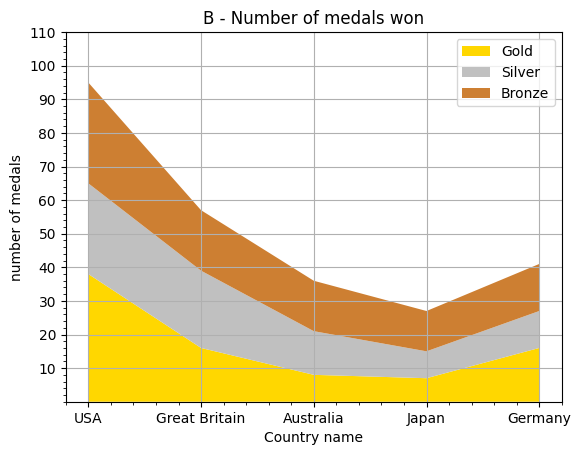 B - Number of medals won
Gold
Silver
Bronze
number of medals
110
100
90
80
70
60
50
40
30
20
10
USA Great Britain Australia Japan Germany
Country name